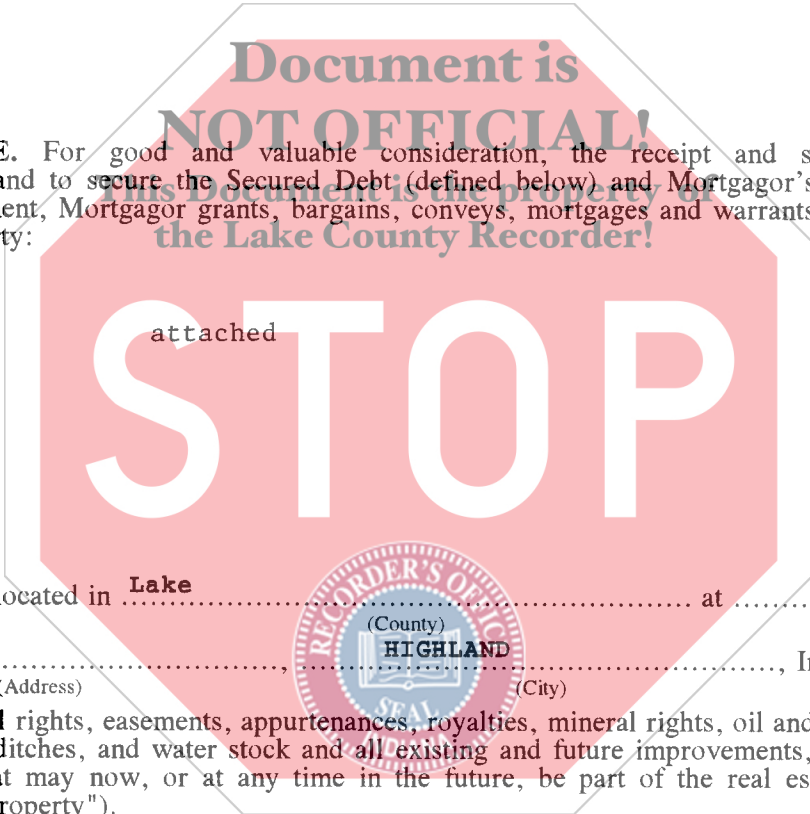 Document is
NOT OFFICIAL!
E. For good and valuable consideration, the receipt and s
and to secure the Secured Debt (defined below) and Mortgagor's
This Document is the property of
ent, Mortgagor grants, bargains, conveys, mortgages and warrants
ty:
the Lake County Recorder!
attached
STOP
ocated in Lake at
(County)
RECORDER'S OFFICE
HIGHLAND
, In
(Address)
(City)
SEAL
INDIANA
l rights, easements, appurtenances, royalties, mineral rights, oil and
ditches, and water stock and all existing and future improvements,
at may now, or at any time in the future, be part of the real es
roperty").